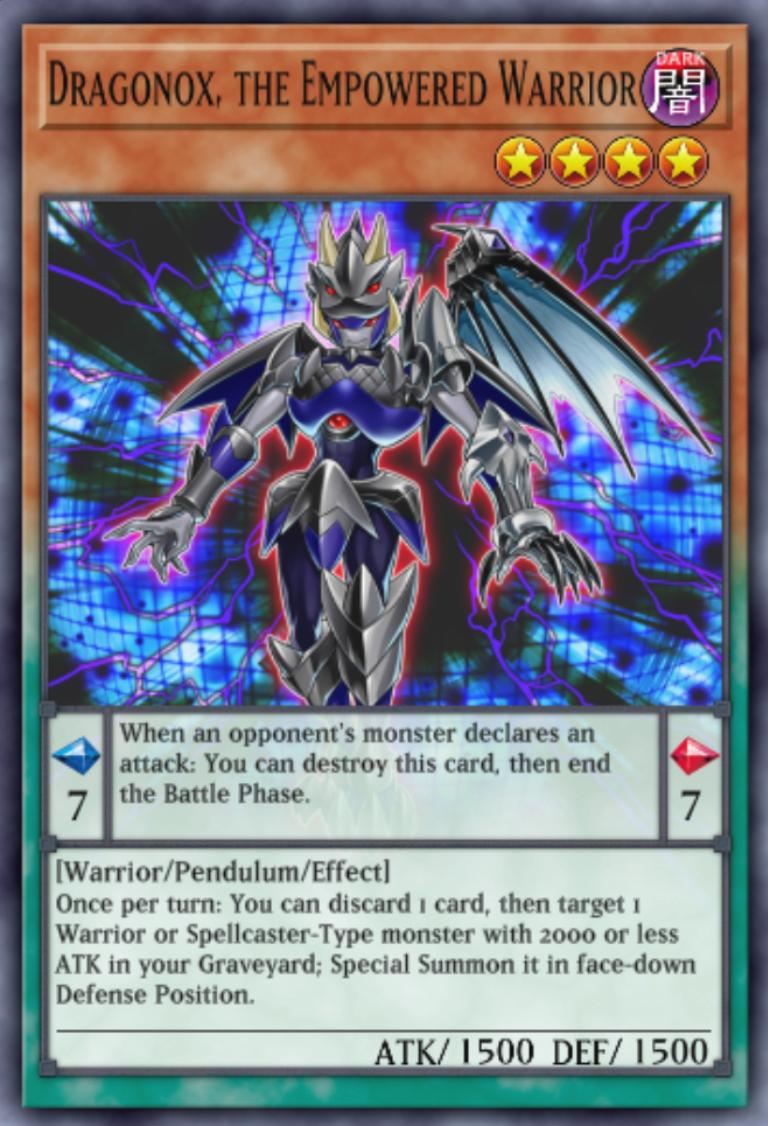 DRAGONOX, THE EMPOWERED WARRIOR
DARK
闇
When an opponent's monster declares an
attack: You can destroy this card, then end
the Battle Phase.
7
7
[Warrior/Pendulum/Effect]
Once per turn: You can discard 1 card, then target 1
Warrior or Spellcaster-Type monster with 2000 or less
ATK in your Graveyard; Special Summon it in face-down
Defense Position.
ATK/ 1500 DEF/ 1500